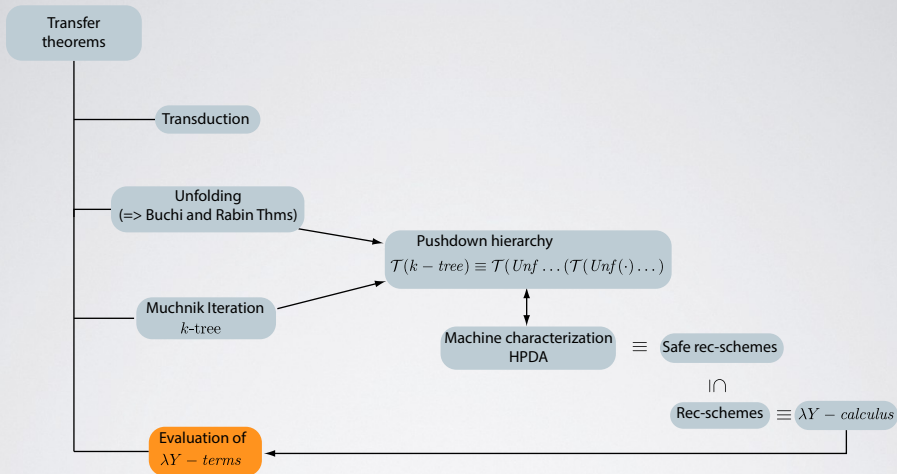 Transfer
theorems
Transduction
Unfolding
(=> Buchi and Rabin Thms)
Pushdown hierarchy
𝒯(k − tree) ≡ 𝒯(Unf … (𝒯(Unf(·) …)
Muchnik Iteration
k-tree
Machine characterization
HPDA
≡ Safe rec-schemes
|∩
Rec-schemes ≡ λY − calculus
Evaluation of
λY − terms